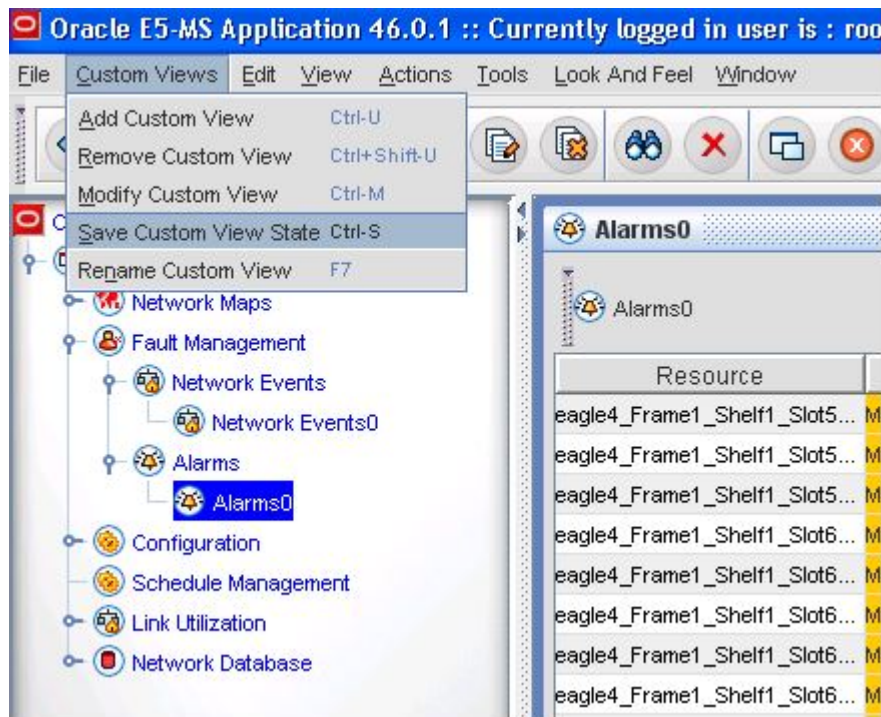 Oracle E5-MS Application 46.0.1 :: Currently logged in user is : roo
File Custom Views Edit View Actions Tools Look And Feel Window
Add Custom View Ctrl-U
Remove Custom View Ctrl+Shift-U
Modify Custom View Ctrl-M
Save Custom View State Ctrl-S
Rename Custom View F7
Network Maps
Fault Management
Network Events
Network Events0
Alarms
Alarms0
Configuration
Schedule Management
Link Utilization
Network Database
Alarms0
Alarms0
Resource
eagle4_Frame1_Shelf1_Slot5... M
eagle4_Frame1_Shelf1_Slot5... M
eagle4_Frame1_Shelf1_Slot5... M
eagle4_Frame1_Shelf1_Slot6... M
eagle4_Frame1_Shelf1_Slot6... M
eagle4_Frame1_Shelf1_Slot6... M
eagle4_Frame1_Shelf1_Slot6... M
eagle4_Frame1_Shelf1_Slot6... M